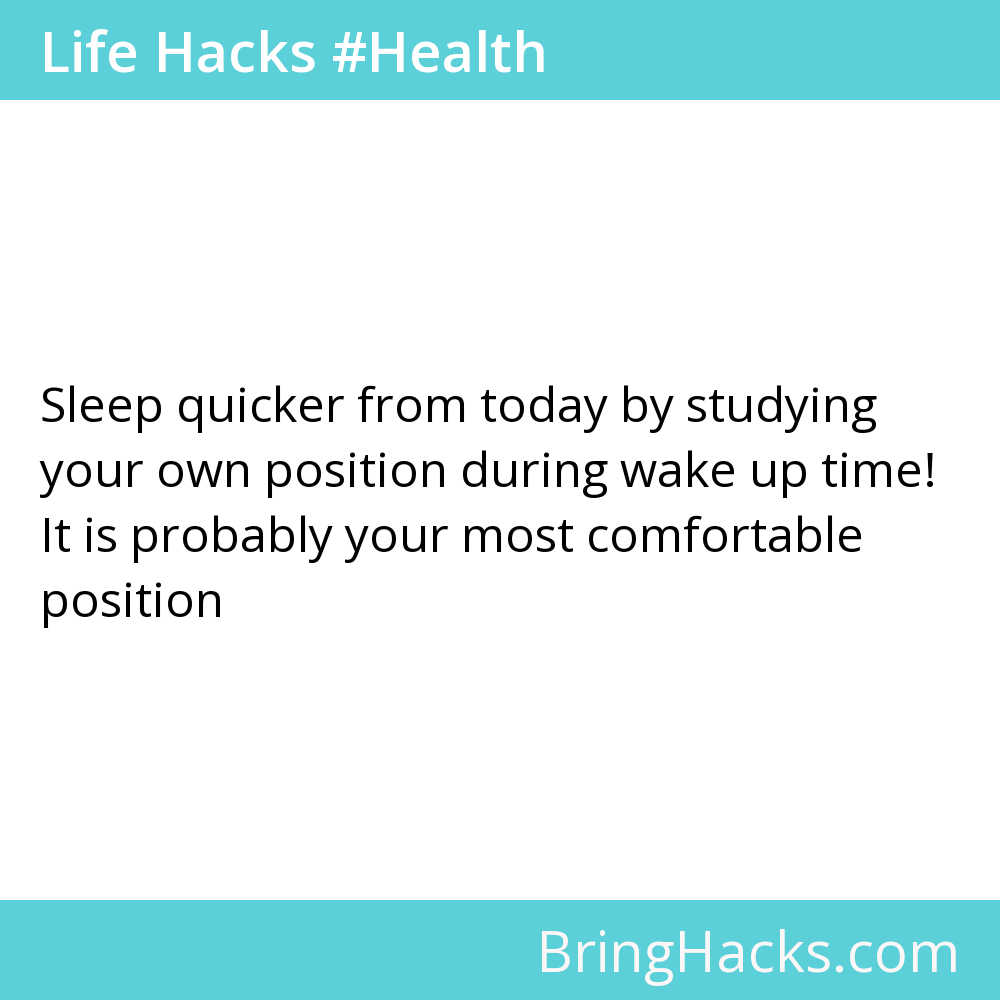 Life Hacks #Health
Sleep quicker from today by studying
your own position during wake up time!
It is probably your most comfortable
position
BringHacks.com